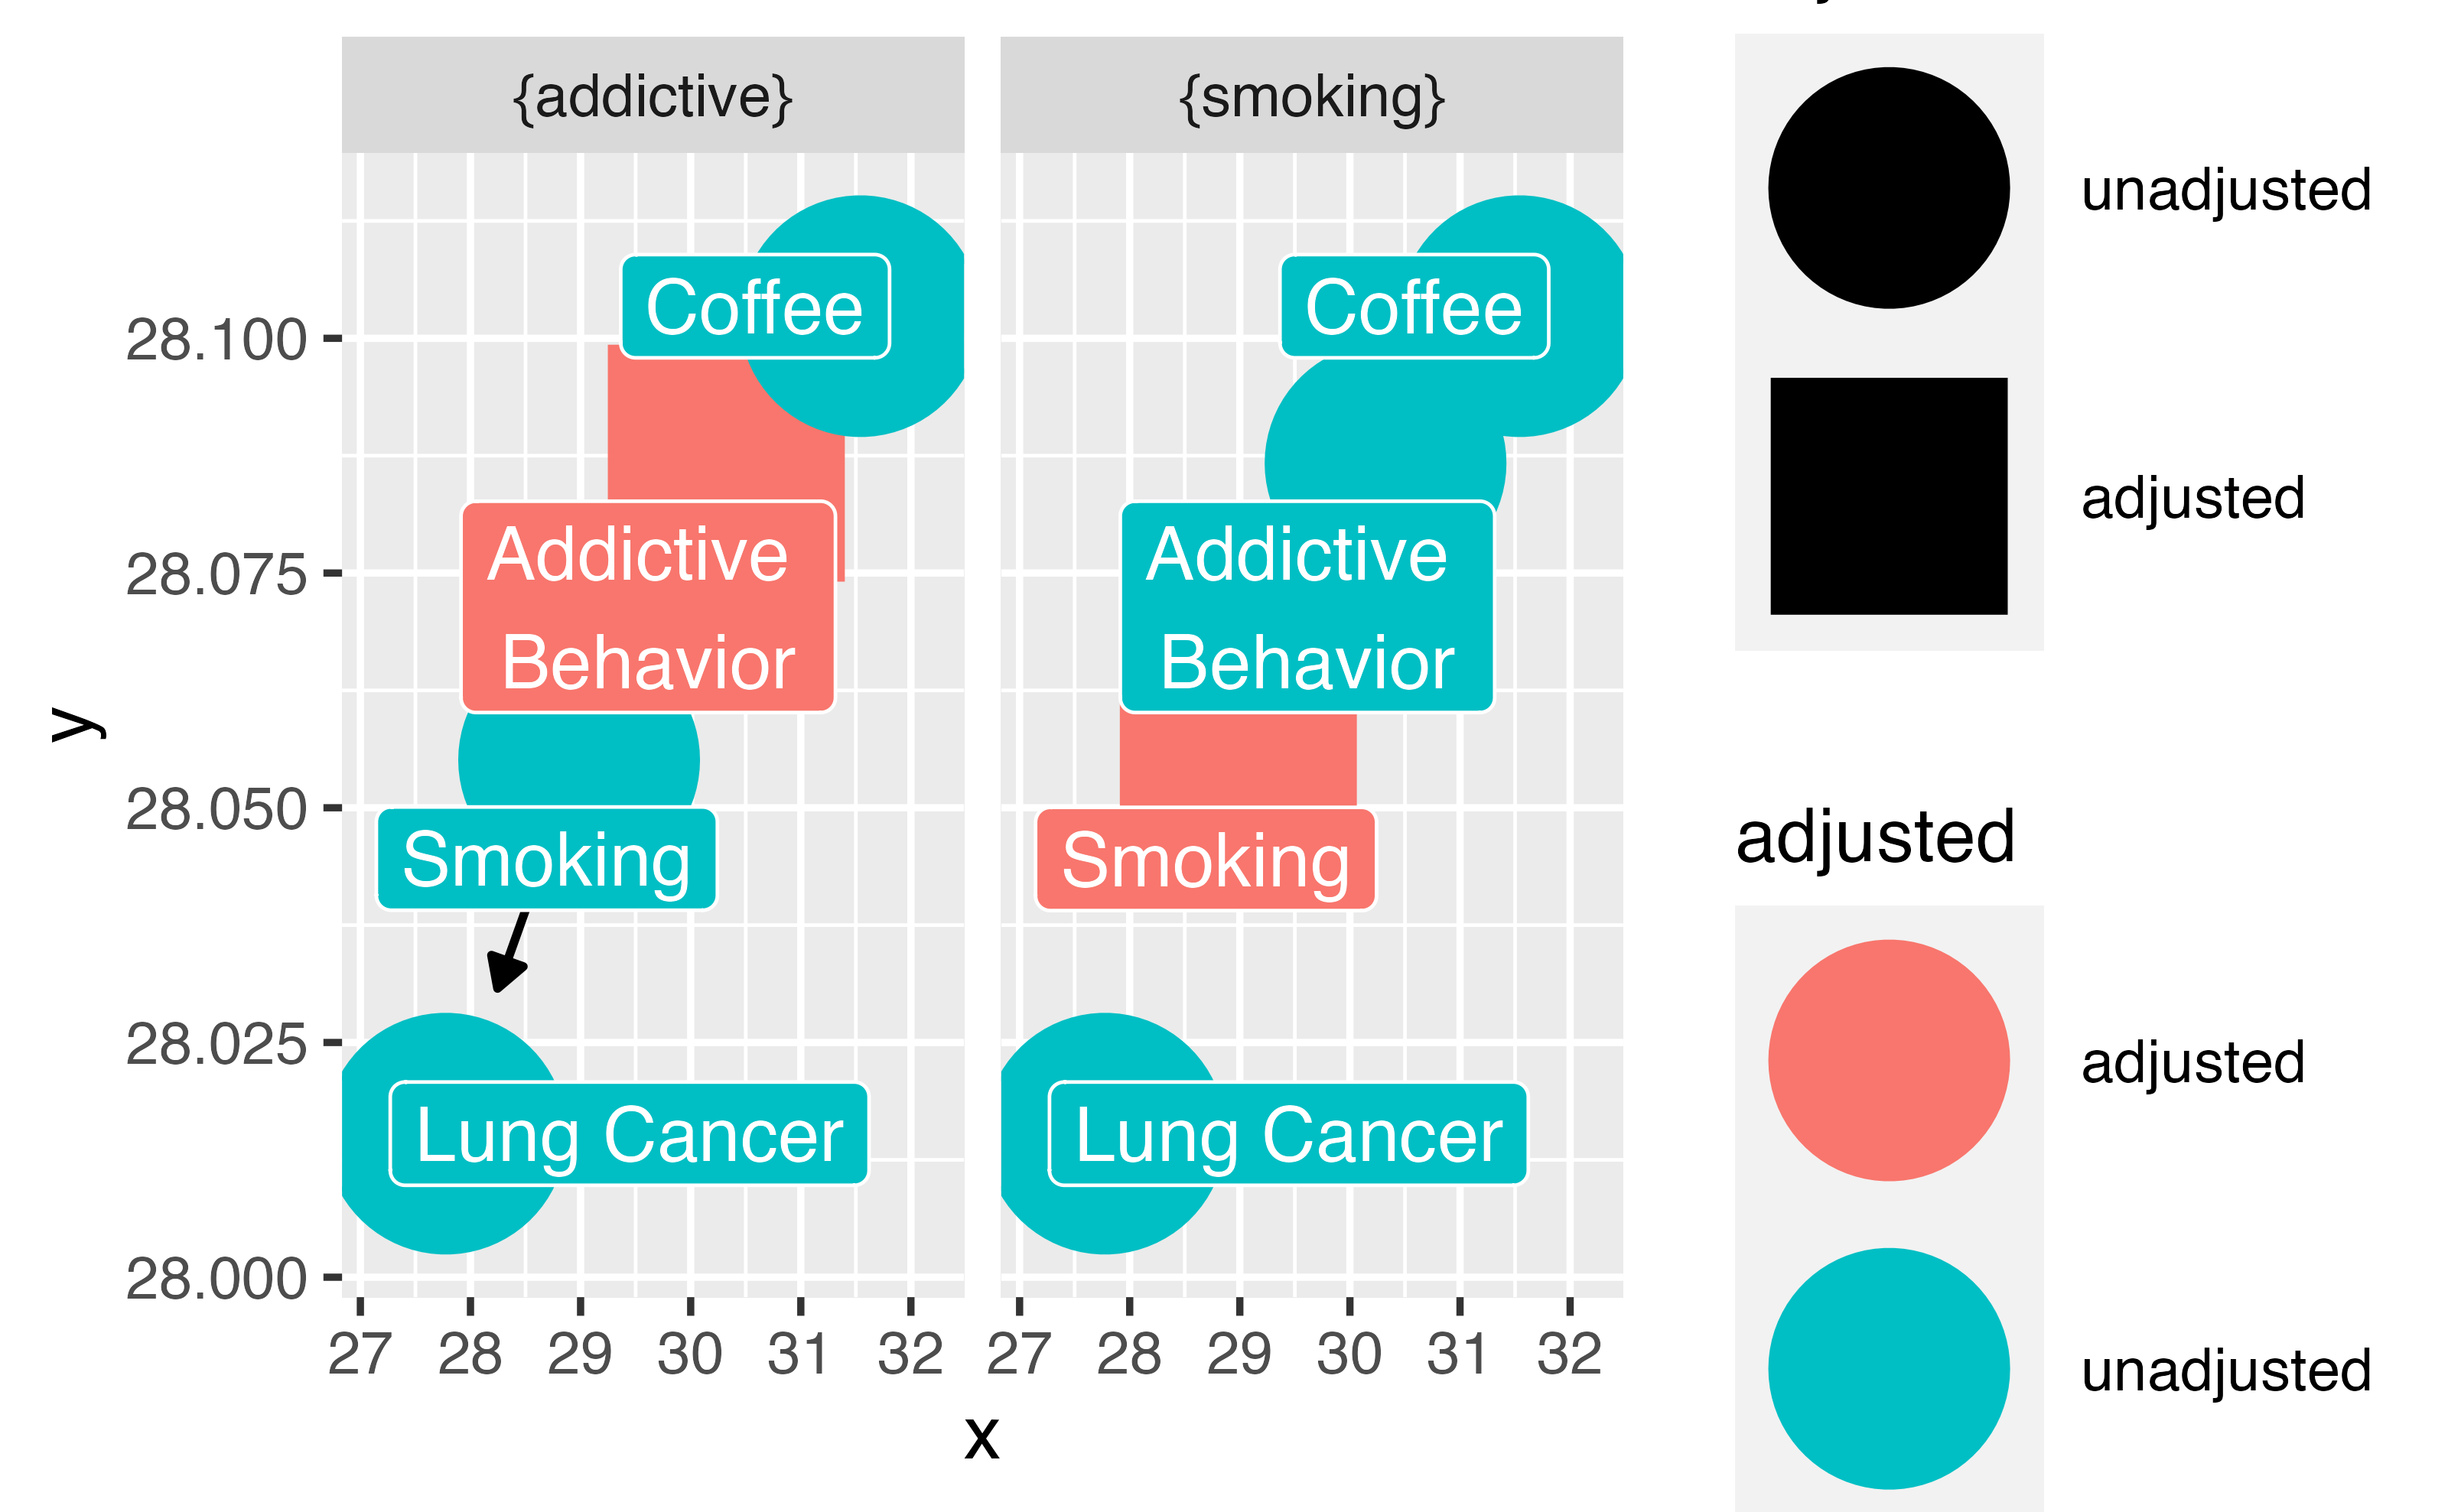 {addictive}
{smoking}
Coffee
Addictive
Behavior
Smoking
Lung Cancer
Coffee
Addictive
Behavior
Smoking
Lung Cancer
28.100
28.075
28.050
28.025
28.000
y
27 28 29 30 31 32
27 28 29 30 31 32
x
unadjusted
adjusted
adjusted
adjusted
unadjusted